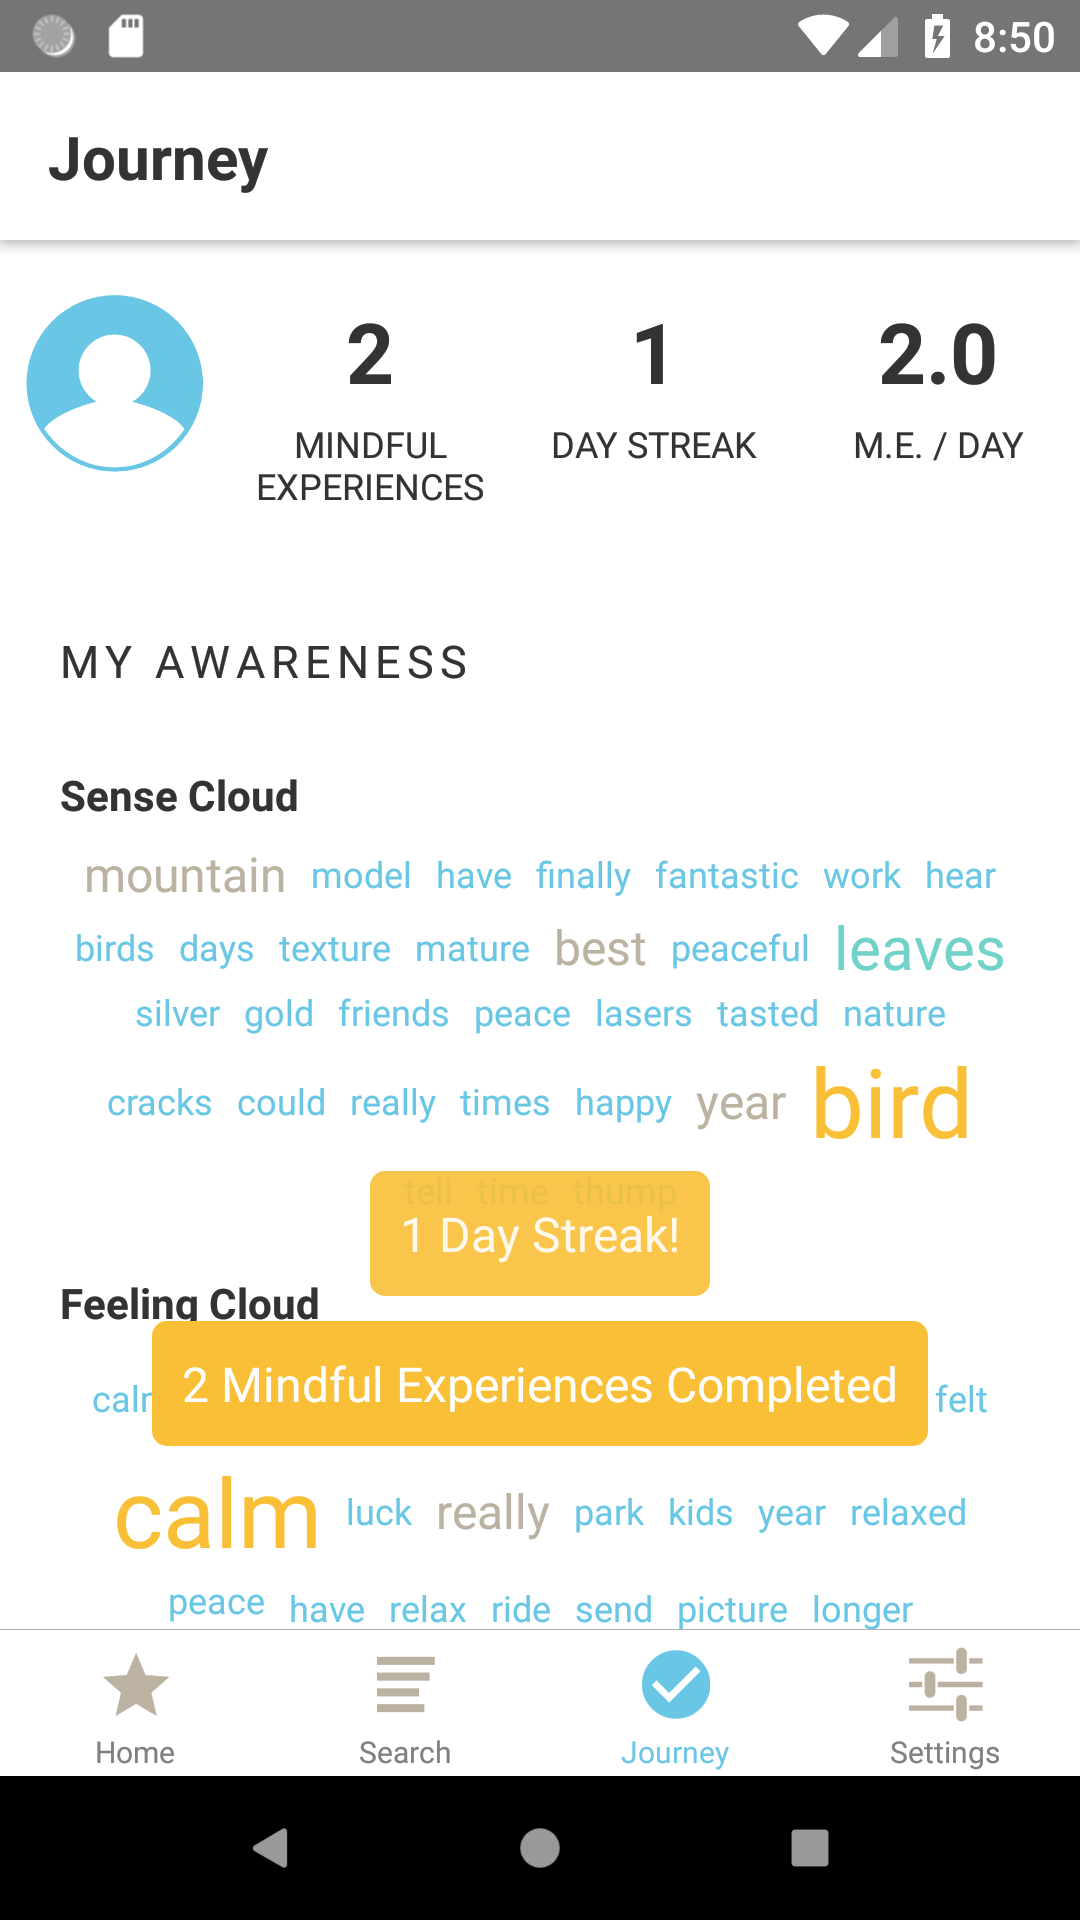 8:50
Journey
2 1 2.0
MINDFUL EXPERIENCES DAY STREAK M.E. / DAY
MY AWARENESS
Sense Cloud
mountain model have finally fantastic work hear
birds days texture mature best peaceful leaves
silver gold friends peace lasers tasted nature
cracks could really times happy year bird
tell time thump
1 Day Streak!
Feeling Cloud
2 Mindful Experiences Completed
felt
calm luck really park kids year relaxed
peace have relax ride send picture longer
Home Search Journey Settings